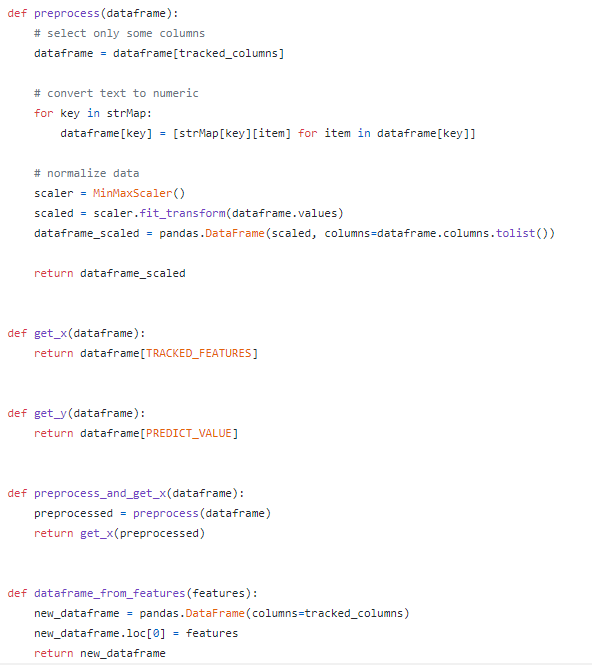 def preprocess(dataframe):
    # select only some columns
    dataframe = dataframe[tracked_columns]

    # convert text to numeric
    for key in strMap:
        dataframe[key] = [strMap[key][item] for item in dataframe[key]]

    # normalize data
    scaler = MinMaxScaler()
    scaled = scaler.fit_transform(dataframe.values)
    dataframe_scaled = pandas.DataFrame(scaled, columns=dataframe.columns.tolist())

    return dataframe_scaled


def get_x(dataframe):
    return dataframe[TRACKED_FEATURES]


def get_y(dataframe):
    return dataframe[PREDICT_VALUE]


def preprocess_and_get_x(dataframe):
    preprocessed = preprocess(dataframe)
    return get_x(preprocessed)


def dataframe_from_features(features):
    new_dataframe = pandas.DataFrame(columns=tracked_columns)
    new_dataframe.loc[0] = features
    return new_dataframe